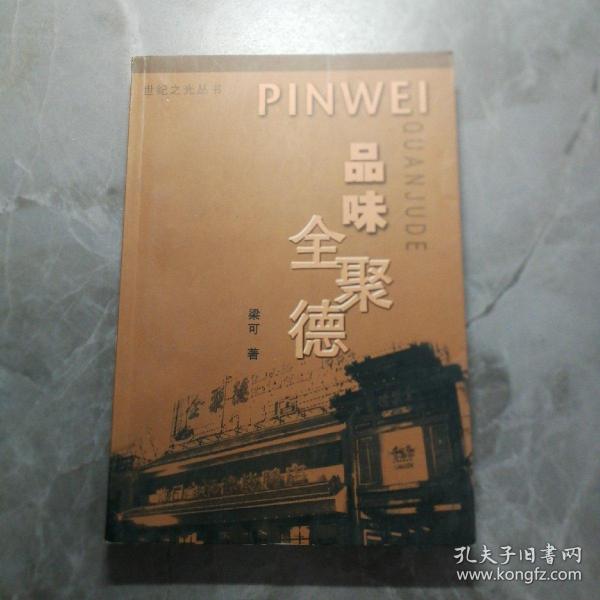 世纪之光丛书
PINWEI
QUANJUDE
品味
全聚德
梁可 著
全聚德
孔夫子旧书网
www.kongfz.com